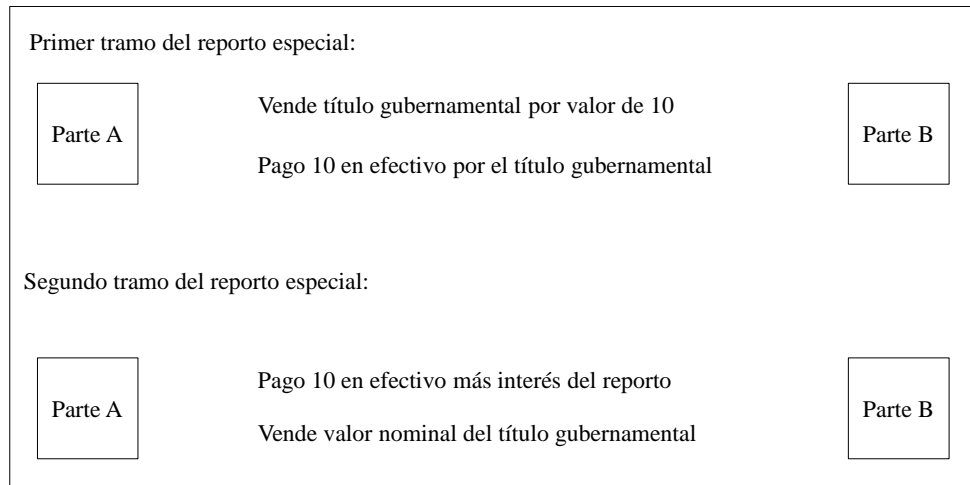 Primer tramo del reporto especial:
Vende título gubernamental por valor de 10
Parte A
Parte B
Pago 10 en efectivo por el título gubernamental
Segundo tramo del reporto especial:
Pago 10 en efectivo más interés del reporto
Parte A
Parte B
Vende valor nominal del título gubernamental